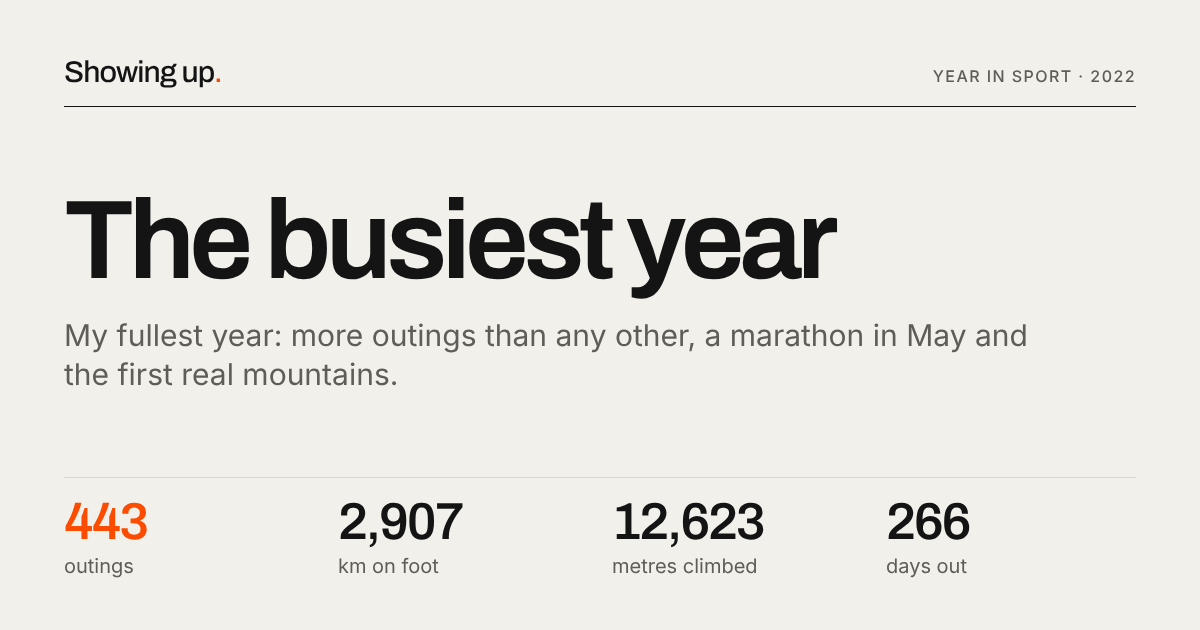 Showing up.
YEAR IN SPORT · 2022
The busiest year
My fullest year: more outings than any other, a marathon in May and
the first real mountains.
443
outings
2,907
km on foot
12,623
metres climbed
266
days out